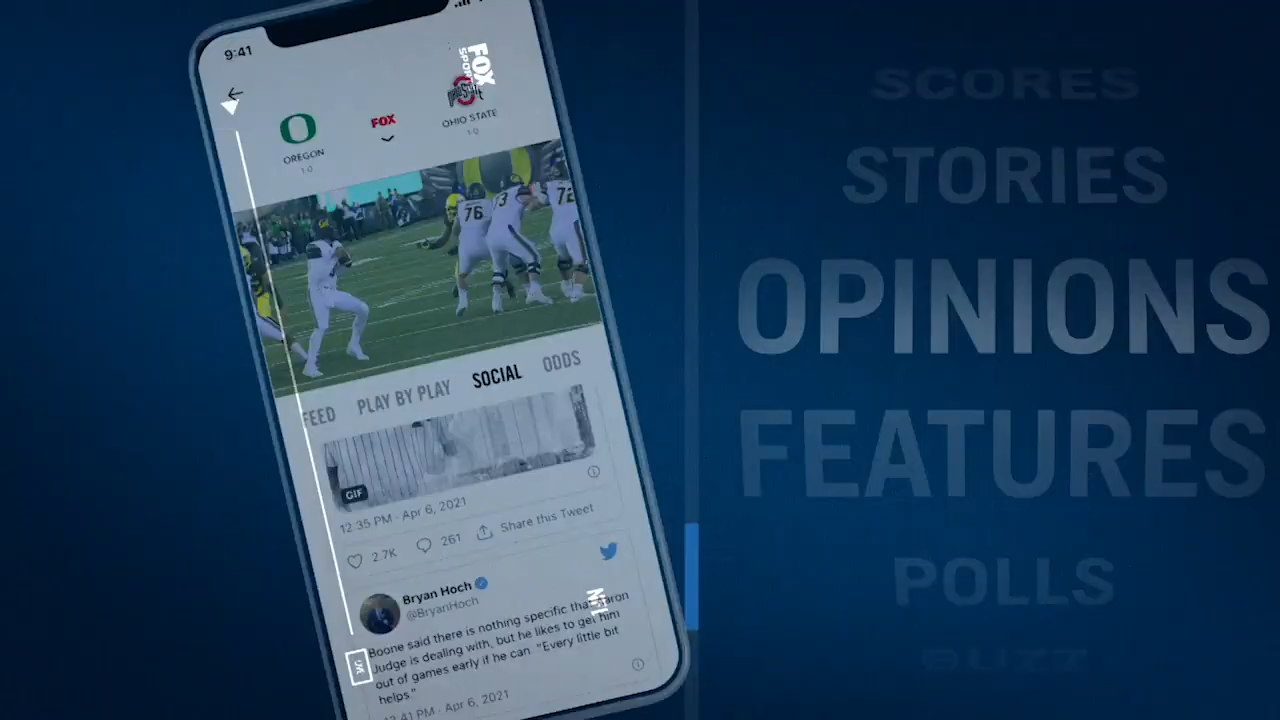 9:41
FOX
SPORTS
OHIO STATE
1-0
FOX
OREGON
1-0
76
73
72
FEED
PLAY BY PLAY
SOCIAL
ODDS
GIF
12:35 PM · Apr 6, 2021
2.7K
261
Share this Tweet
Bryan Hoch
@BryanHoch
Boone said there is nothing specific that Aaron
Judge is dealing with, but he likes to get him
out of games early if he can. "Every little bit
helps."
12:41 PM · Apr 6, 2021
SCORES
STORIES
OPINIONS
FEATURES
POLLS
BUZZ